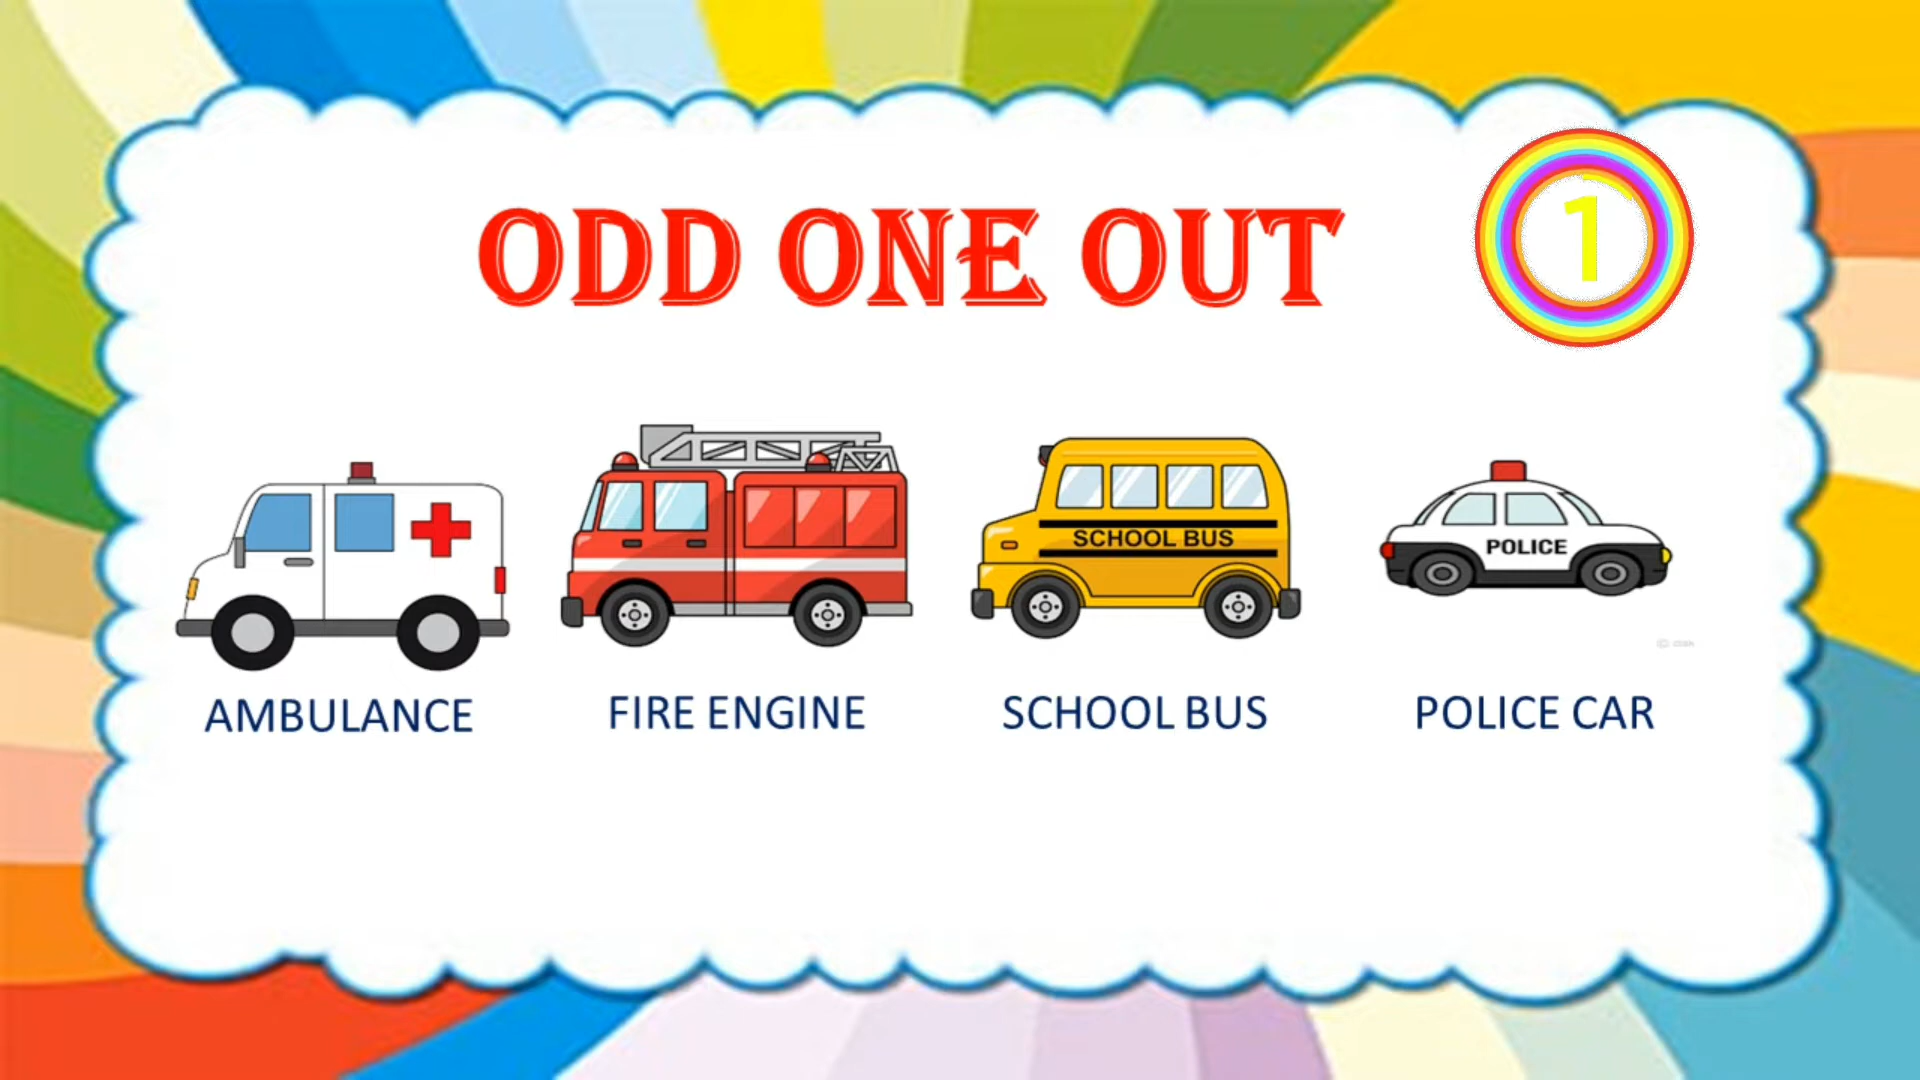 ODD ONE OUT
1
SCHOOL BUS
POLICE
AMBULANCE
FIRE ENGINE
SCHOOL BUS
POLICE CAR